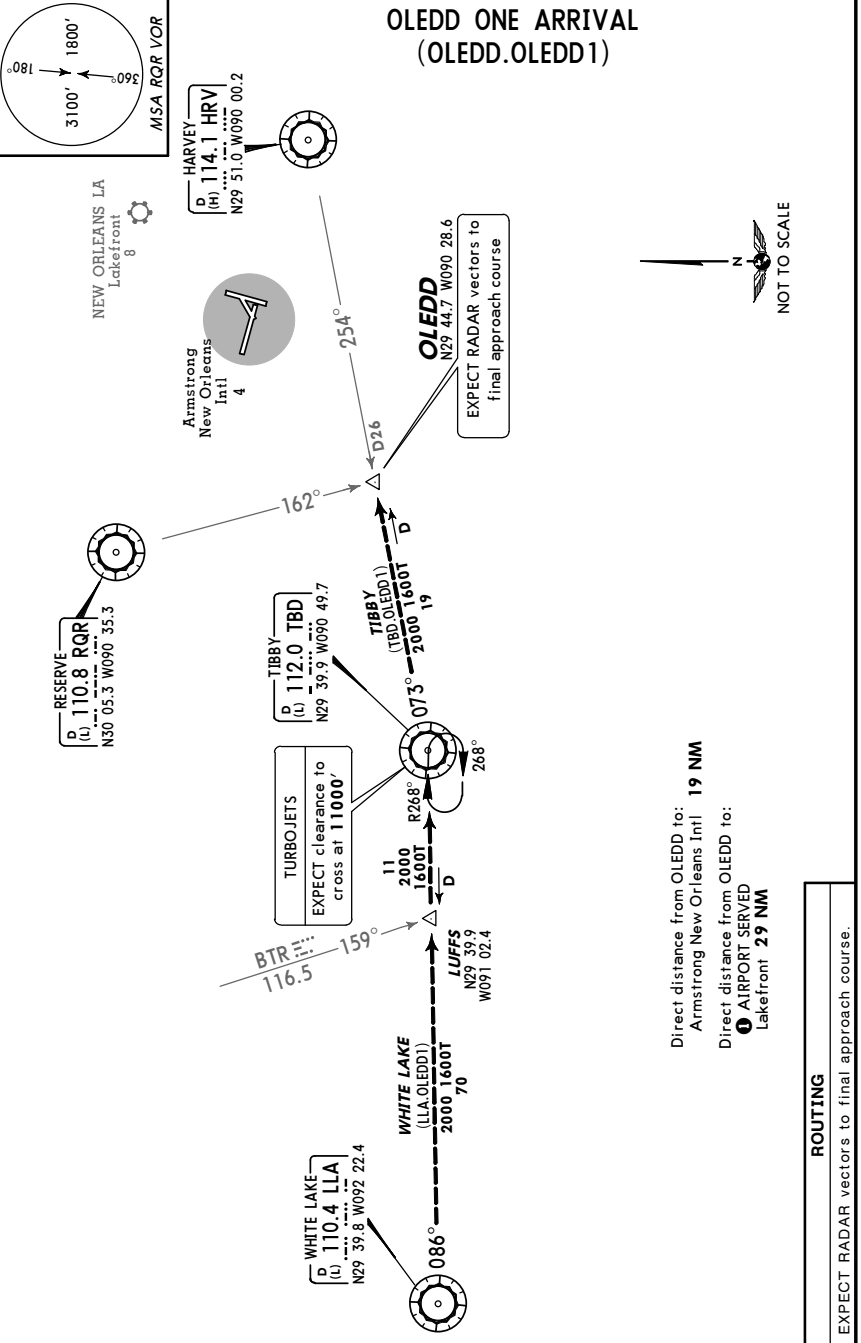 OLEDD ONE ARRIVAL
(OLEDD.OLEDD1)
180°
360°
3100'
1800'
MSA RQR VOR
HARVEY
D
(H) 114.1 HRV
N29 51.0 W090 00.2
NEW ORLEANS LA
Lakefront
8
Armstrong
New Orleans
Intl
4
254°
D26
OLEDD
N29 44.7 W090 28.6
EXPECT RADAR vectors to
final approach course
N
NOT TO SCALE
162°
RESERVE
D
(L) 110.8 RQR
N30 05.3 W090 35.3
TIBBY
D
(L) 112.0 TBD
N29 39.9 W090 49.7
TIBBY
(TBD.OLEDD1)
2000 1600T
19
D
073°
TURBOJETS
EXPECT clearance to
cross at 11000'
R268°
268°
11
2000
1600T
D
BTR
116.5
159°
LUFFS
N29 39.9
W091 02.4
WHITE LAKE
(LLA.OLEDD1)
2000 1600T
70
WHITE LAKE
D
(L) 110.4 LLA
N29 39.8 W092 22.4
086°
Direct distance from OLEDD to:
Armstrong New Orleans Intl 19 NM
Direct distance from OLEDD to:
1 AIRPORT SERVED
Lakefront 29 NM
ROUTING
EXPECT RADAR vectors to final approach course.